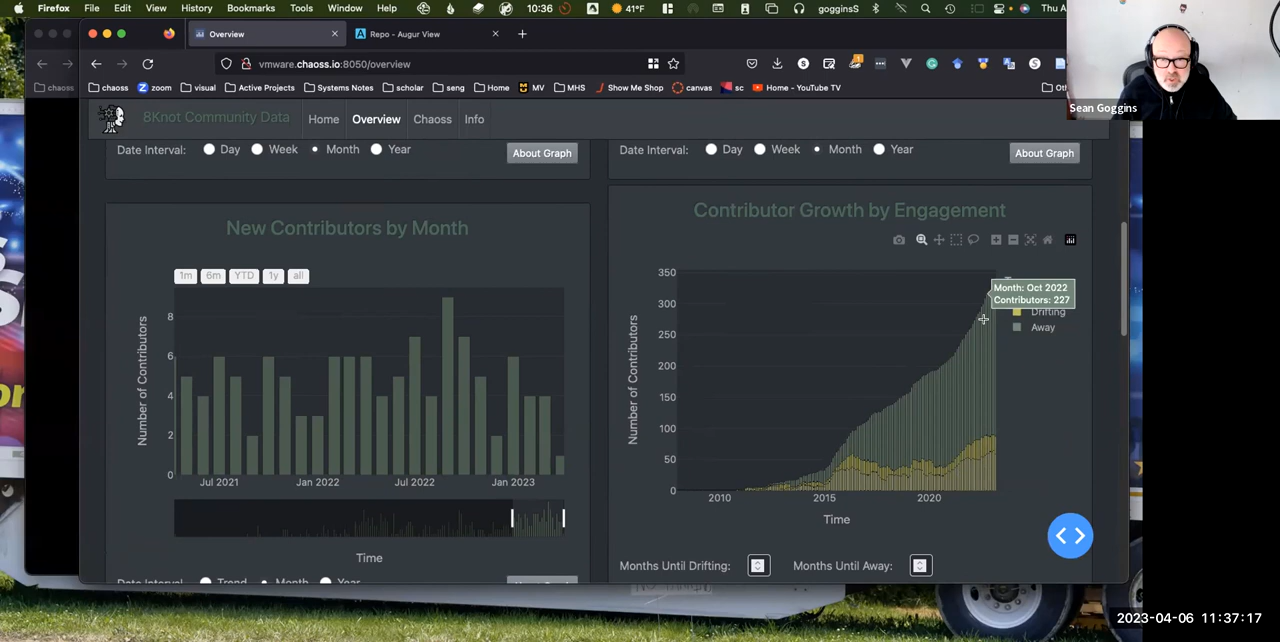 Firefox File Edit View History Bookmarks Tools Window Help 10:36 41°F gogginsS Thu A
Overview
Repo - Augur View
vmware.chaoss.io:8050/overview
chaoss chaoss zoom visual Active Projects Systems Notes scholar seng Home MV MHS Show Me Shop canvas sc Home - YouTube TV
Sean Goggins
8Knot Community Data Home Overview Chaoss Info
Date Interval: Day Week Month Year About Graph
Date Interval: Day Week Month Year About Graph
New Contributors by Month
1m 6m YTD 1y all
Number of Contributors
8
6
4
2
0
Jul 2021 Jan 2022 Jul 2022 Jan 2023
Time
Date Interval: Trend Month Year
Contributor Growth by Engagement
350
300
250
200
150
100
50
0
Number of Contributors
Month: Oct 2022
Contributors: 227
Drifting
Away
2010 2015 2020
Time
Months Until Drifting: Months Until Away:
2023-04-06 11:37:17